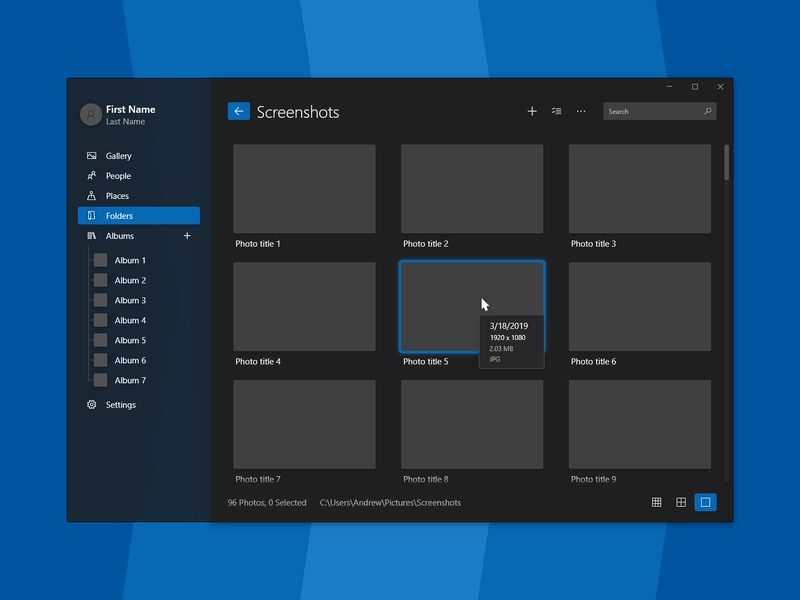 First Name
Last Name
Gallery
People
Places
Folders
Albums
Album 1
Album 2
Album 3
Album 4
Album 5
Album 6
Album 7
Settings
Screenshots
Search
Photo title 1
Photo title 2
Photo title 3
3/18/2019
1920 x 1080
2.03 MB
JPG
Photo title 4
Photo title 5
Photo title 6
Photo title 7
Photo title 8
Photo title 9
96 Photos, 0 Selected
C:\Users\Andrew\Pictures\Screenshots